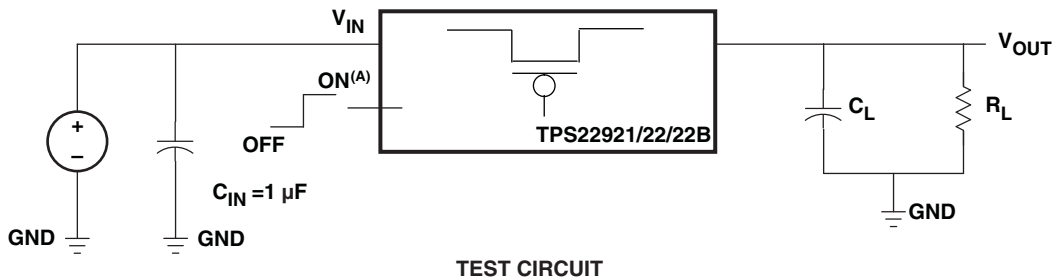 V_IN
V_OUT
ON(A)
+
–
OFF
C_IN =1 µF
TPS22921/22/22B
C_L
R_L
GND
GND
GND
TEST CIRCUIT